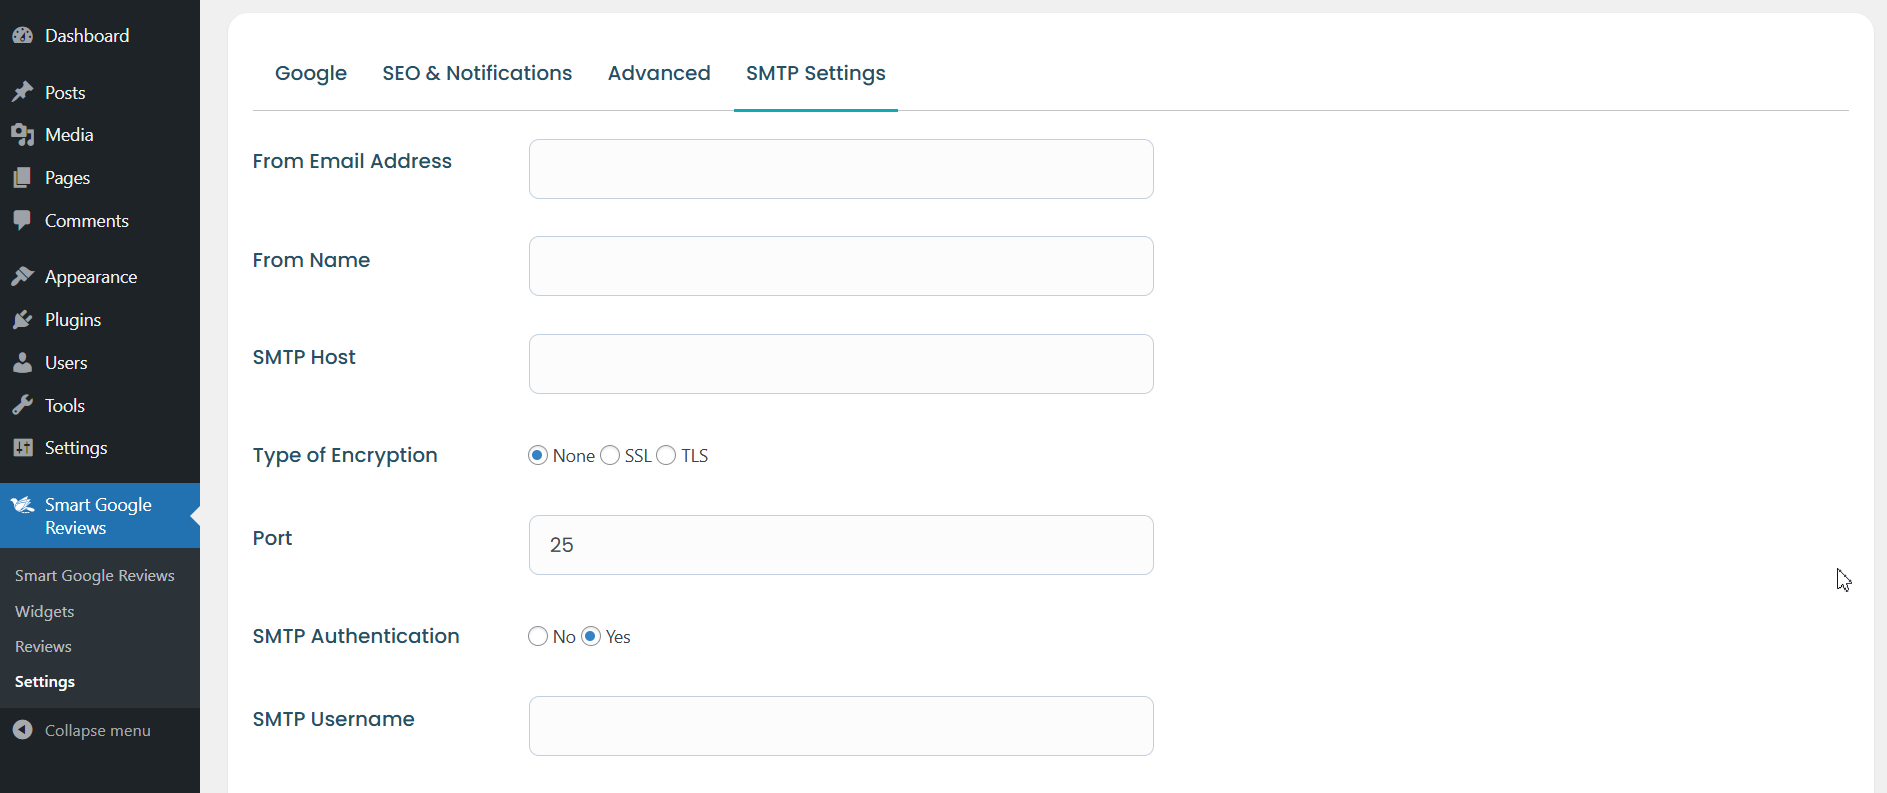 Dashboard
Posts
Media
Pages
Comments
Appearance
Plugins
Users
Tools
Settings
Smart Google
Reviews
Smart Google Reviews
Widgets
Reviews
Settings
Collapse menu
Google SEO & Notifications Advanced SMTP Settings
From Email Address
From Name
SMTP Host
Type of Encryption None SSL TLS
Port 25
SMTP Authentication No Yes
SMTP Username